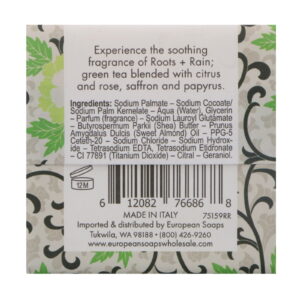 Experience the soothing
fragrance of Roots + Rain;
green tea blended with citrus
and rose, saffron and papyrus.
Ingredients: Sodium Palmate – Sodium Cocoate/
Sodium Palm Kernelate – Aqua (Water), Glycerin
– Parfum (fragrance) – Sodium Lauroyl Glutamate
– Butyrospermum Parkii (Shea) Butter – Prunus
Amygdalus Dulcis (Sweet Almond) Oil – PPG-5
Ceteth-20 – Sodium Chloride – Sodium Hydrox-
ide – Tetrasodium EDTA, Tetrasodium Etidronate
– CI 77891 (Titanium Dioxide) – Citral – Geraniol.
12M
6 12082 76686 8
MADE IN ITALY 75159RR
Imported & distributed by European Soaps
Tukwila, WA 98188 • (800) 426-9260
www.europeansoapswholesale.com